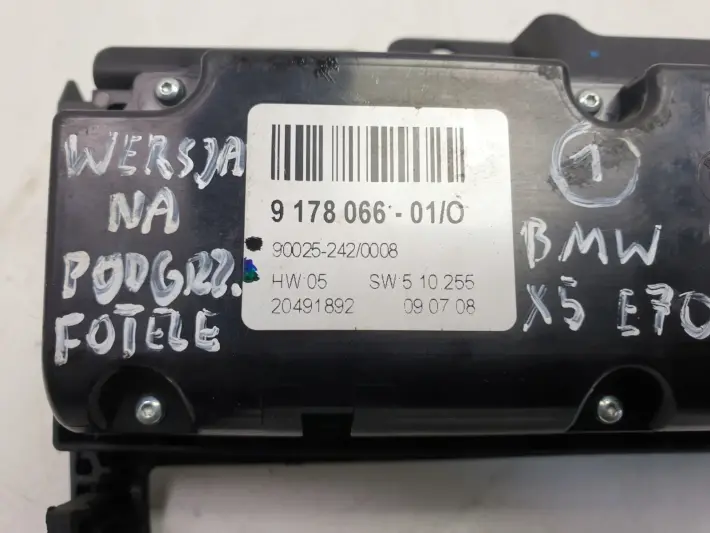 WERSJA
NA
PODGRZ.
FOTELE
9 178 066 - 01/O
90025-242/0008
HW 05 SW 5 10 255
20491892 09 07 08
1
BMW
X5 E70